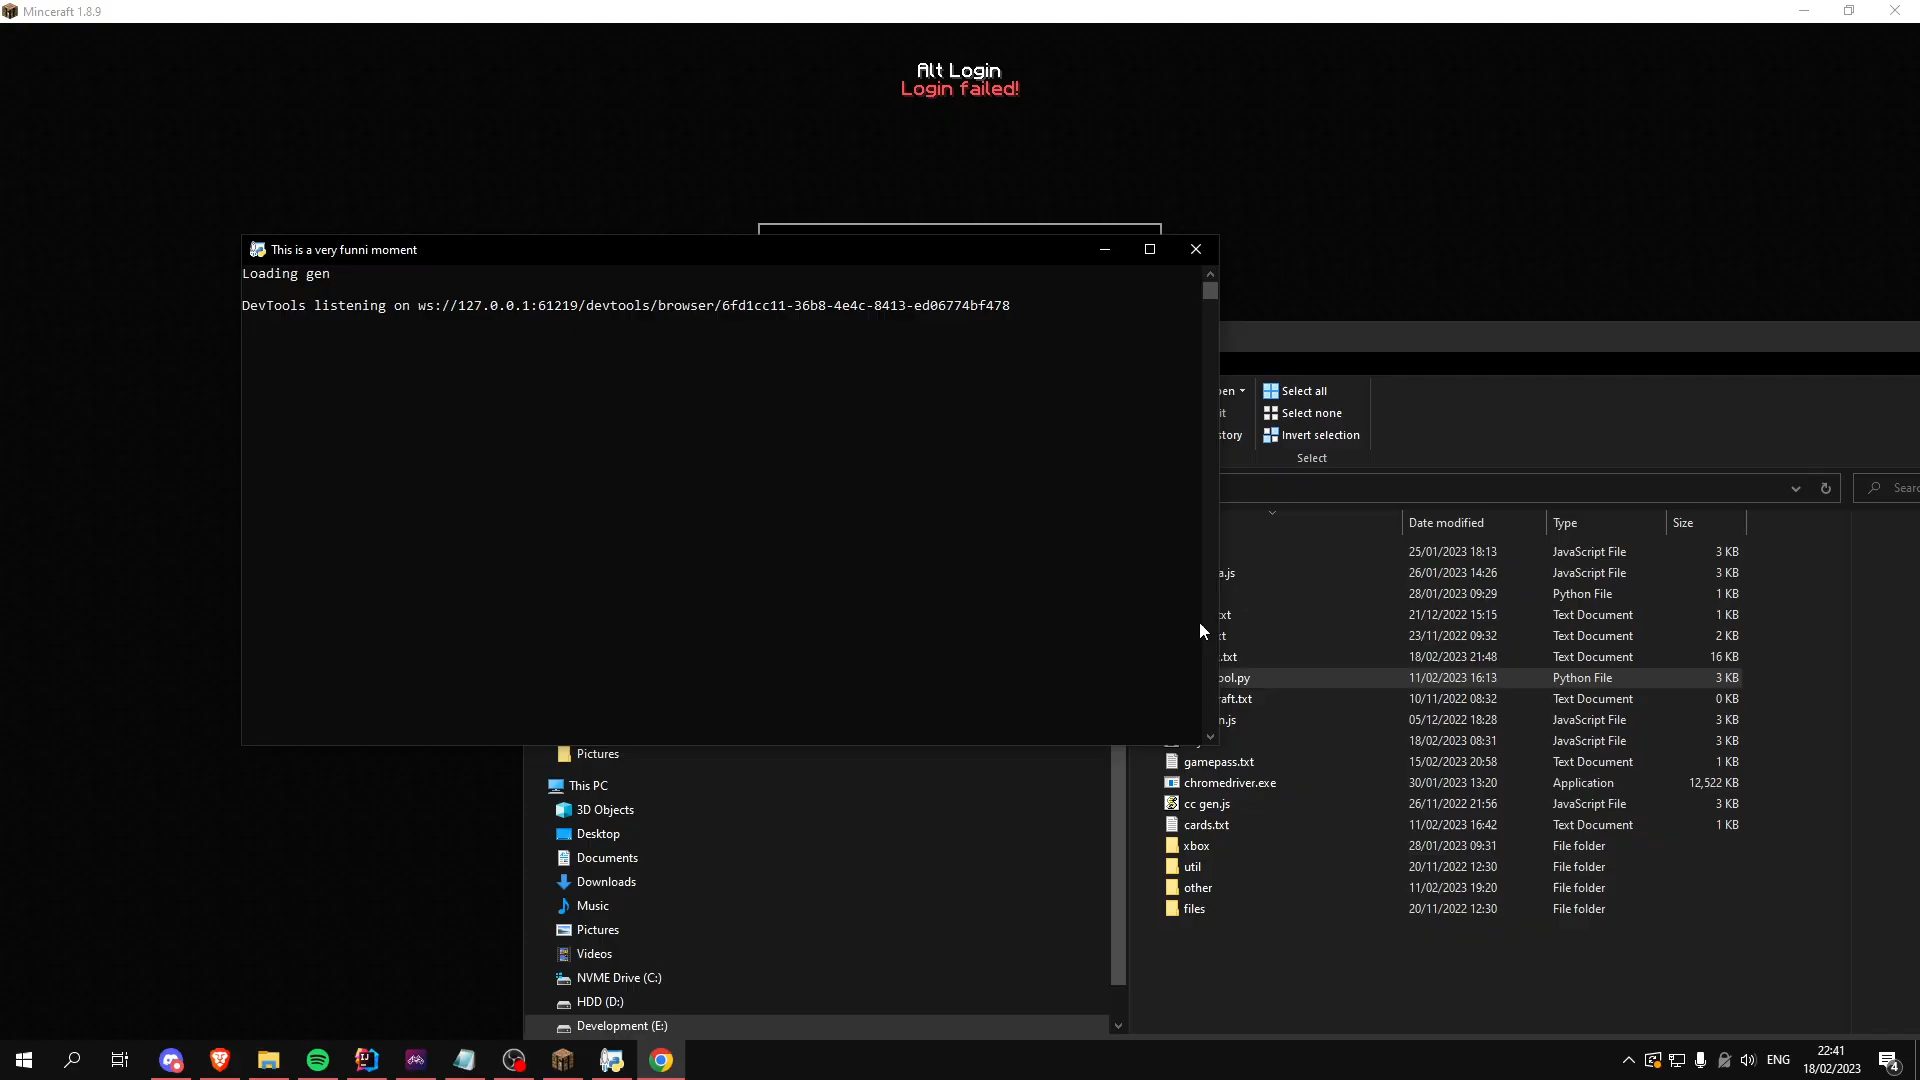 Minceraft 1.8.9
Alt Login
Login failed!
This is a very funni moment
Loading gen
DevTools listening on ws://127.0.0.1:61219/devtools/browser/6fd1cc11-36b8-4e4c-8413-ed06774bf478
Select all
Select none
story
Invert selection
Select
Date modified
Type
Size
25/01/2023 18:13 JavaScript File 3 KB
a.js 26/01/2023 14:26 JavaScript File 3 KB
28/01/2023 09:29 Python File 1 KB
xt 21/12/2022 15:15 Text Document 1 KB
23/11/2022 09:32 Text Document 2 KB
.txt 18/02/2023 21:48 Text Document 16 KB
ool.py 11/02/2023 16:13 Python File 3 KB
raft.txt 10/11/2022 08:32 Text Document 0 KB
n.js 05/12/2022 18:28 JavaScript File 3 KB
18/02/2023 08:31 JavaScript File 3 KB
gamepass.txt 15/02/2023 20:58 Text Document 1 KB
chromedriver.exe 30/01/2023 13:20 Application 12,522 KB
cc gen.js 26/11/2022 21:56 JavaScript File 3 KB
cards.txt 11/02/2023 16:42 Text Document 1 KB
xbox 28/01/2023 09:31 File folder
util 20/11/2022 12:30 File folder
other 11/02/2023 19:20 File folder
files 20/11/2022 12:30 File folder
Pictures
This PC
3D Objects
Desktop
Documents
Downloads
Music
Pictures
Videos
NVME Drive (C:)
HDD (D:)
Development (E:)
ENG
22:41
18/02/2023
4